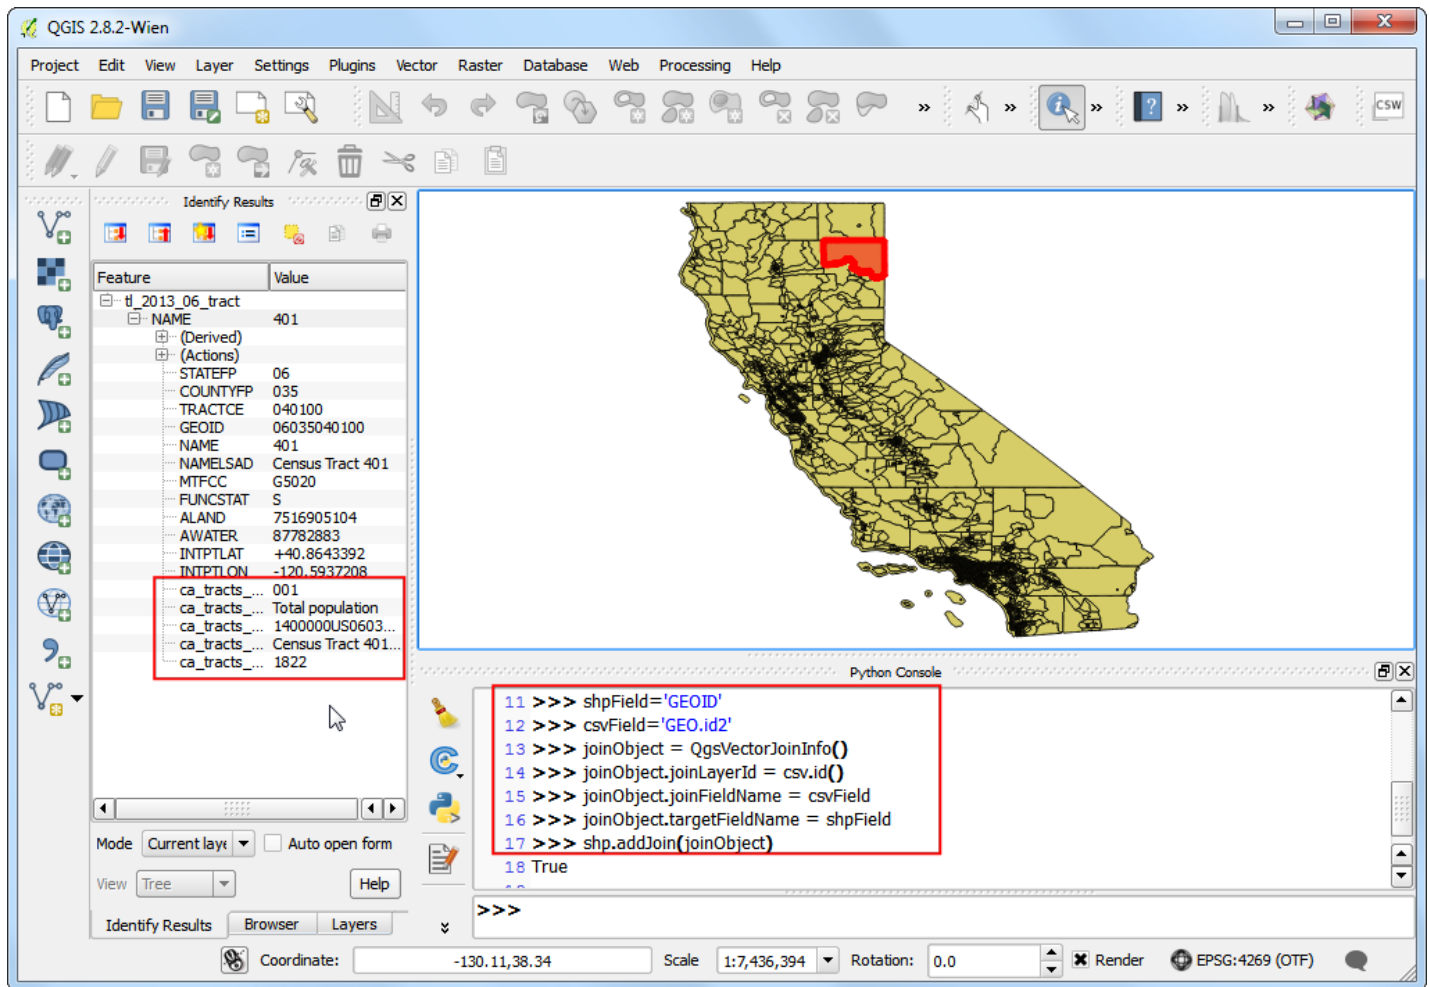 QGIS 2.8.2-Wien
Project Edit View Layer Settings Plugins Vector Raster Database Web Processing Help
CSW
Identify Results
Feature Value
tl_2013_06_tract
NAME 401
(Derived)
(Actions)
STATEFP 06
COUNTYFP 035
TRACTCE 040100
GEOID 06035040100
NAME 401
NAMELSAD Census Tract 401
MTFCC G5020
FUNCSTAT S
ALAND 7516905104
AWATER 87782883
INTPTLAT +40.8643392
INTPTLON -120.5937208
ca_tracts_... 001
ca_tracts_... Total population
ca_tracts_... 1400000US0603...
ca_tracts_... Census Tract 401...
ca_tracts_... 1822
Mode Current laye Auto open form
View Tree Help
Identify Results Browser Layers
Python Console
11 >>> shpField='GEOID'
12 >>> csvField='GEO.id2'
13 >>> joinObject = QgsVectorJoinInfo()
14 >>> joinObject.joinLayerId = csv.id()
15 >>> joinObject.joinFieldName = csvField
16 >>> joinObject.targetFieldName = shpField
17 >>> shp.addJoin(joinObject)
18 True
>>>
Coordinate: -130.11,38.34 Scale 1:7,436,394 Rotation: 0.0 Render EPSG:4269 (OTF)